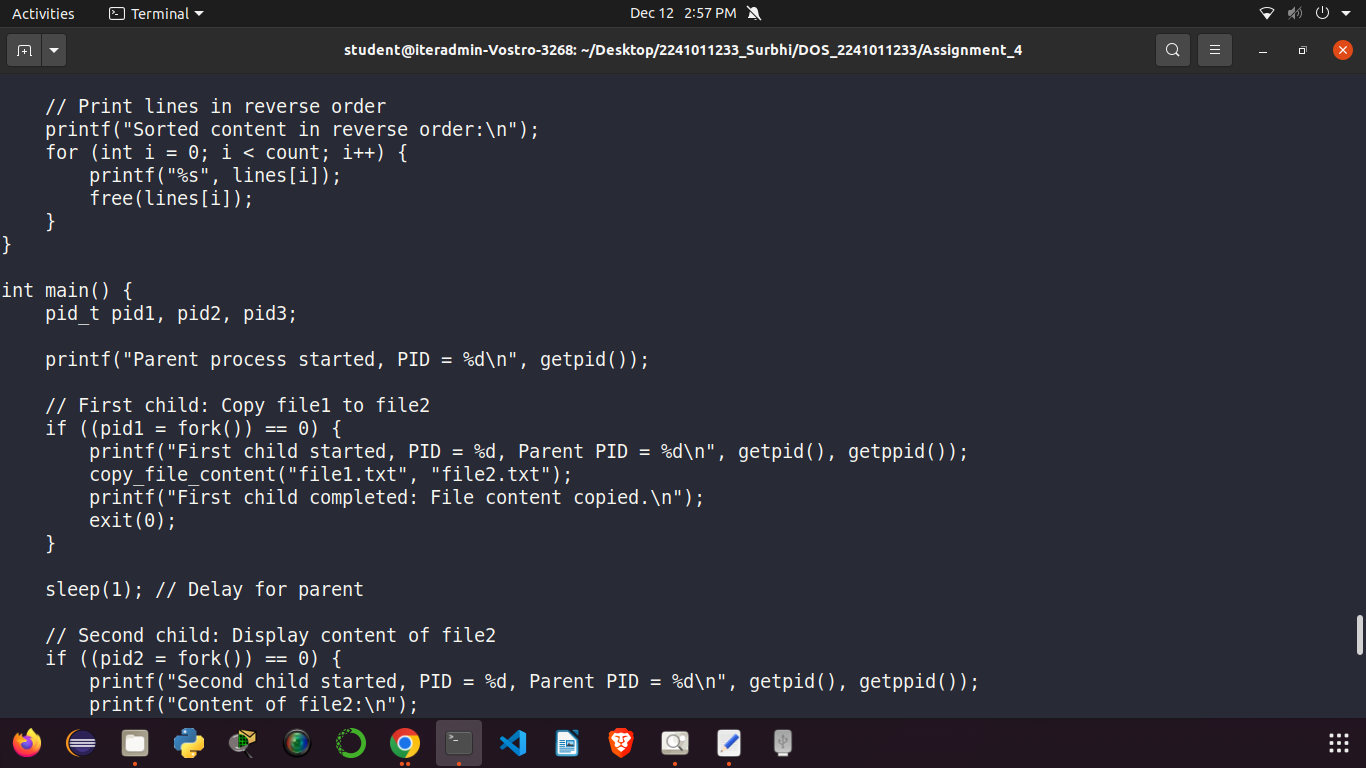 Activities Terminal Dec 12 2:57 PM
student@iteradmin-Vostro-3268: ~/Desktop/2241011233_Surbhi/DOS_2241011233/Assignment_4
    // Print lines in reverse order
    printf("Sorted content in reverse order:\n");
    for (int i = 0; i < count; i++) {
        printf("%s", lines[i]);
        free(lines[i]);
    }
}
int main() {
    pid_t pid1, pid2, pid3;
    printf("Parent process started, PID = %d\n", getpid());
    // First child: Copy file1 to file2
    if ((pid1 = fork()) == 0) {
        printf("First child started, PID = %d, Parent PID = %d\n", getpid(), getppid());
        copy_file_content("file1.txt", "file2.txt");
        printf("First child completed: File content copied.\n");
        exit(0);
    }
    sleep(1); // Delay for parent
    // Second child: Display content of file2
    if ((pid2 = fork()) == 0) {
        printf("Second child started, PID = %d, Parent PID = %d\n", getpid(), getppid());
        printf("Content of file2:\n");